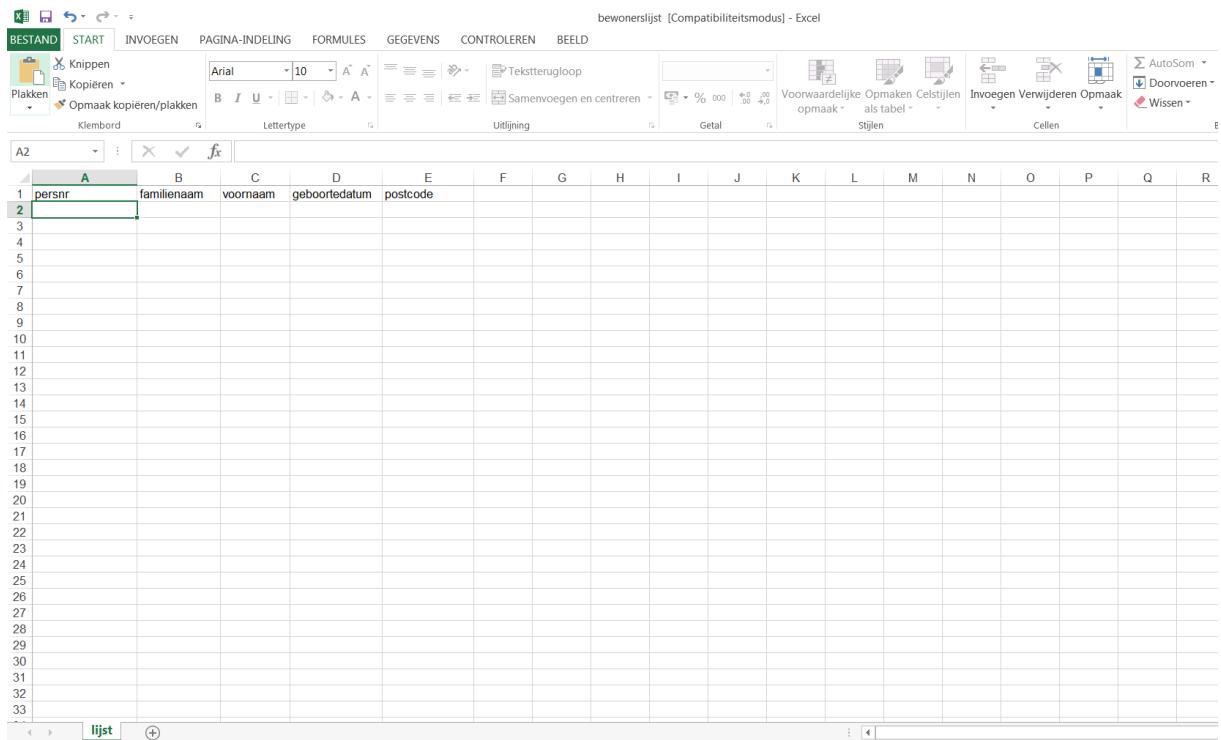 bewonerslijst [Compatibiliteitsmodus] - Excel
BESTAND START INVOEGEN PAGINA-INDELING FORMULES GEGEVENS CONTROLEREN BEELD
Plakken
Knippen
Kopiëren
Opmaak kopiëren/plakken
Klembord
Arial 10
B I U
Lettertype
Tekstterugloop
Samenvoegen en centreren
Uitlijning
% 000
Getal
Voorwaardelijke opmaak
Opmaken als tabel
Celstijlen
Stijlen
Invoegen Verwijderen Opmaak
Cellen
AutoSom
Doorvoeren
Wissen
A2 fx
A B C D E F G H I J K L M N O P Q R
1 persnr familienaam voornaam geboortedatum postcode
2
3
4
5
6
7
8
9
10
11
12
13
14
15
16
17
18
19
20
21
22
23
24
25
26
27
28
29
30
31
32
33
lijst